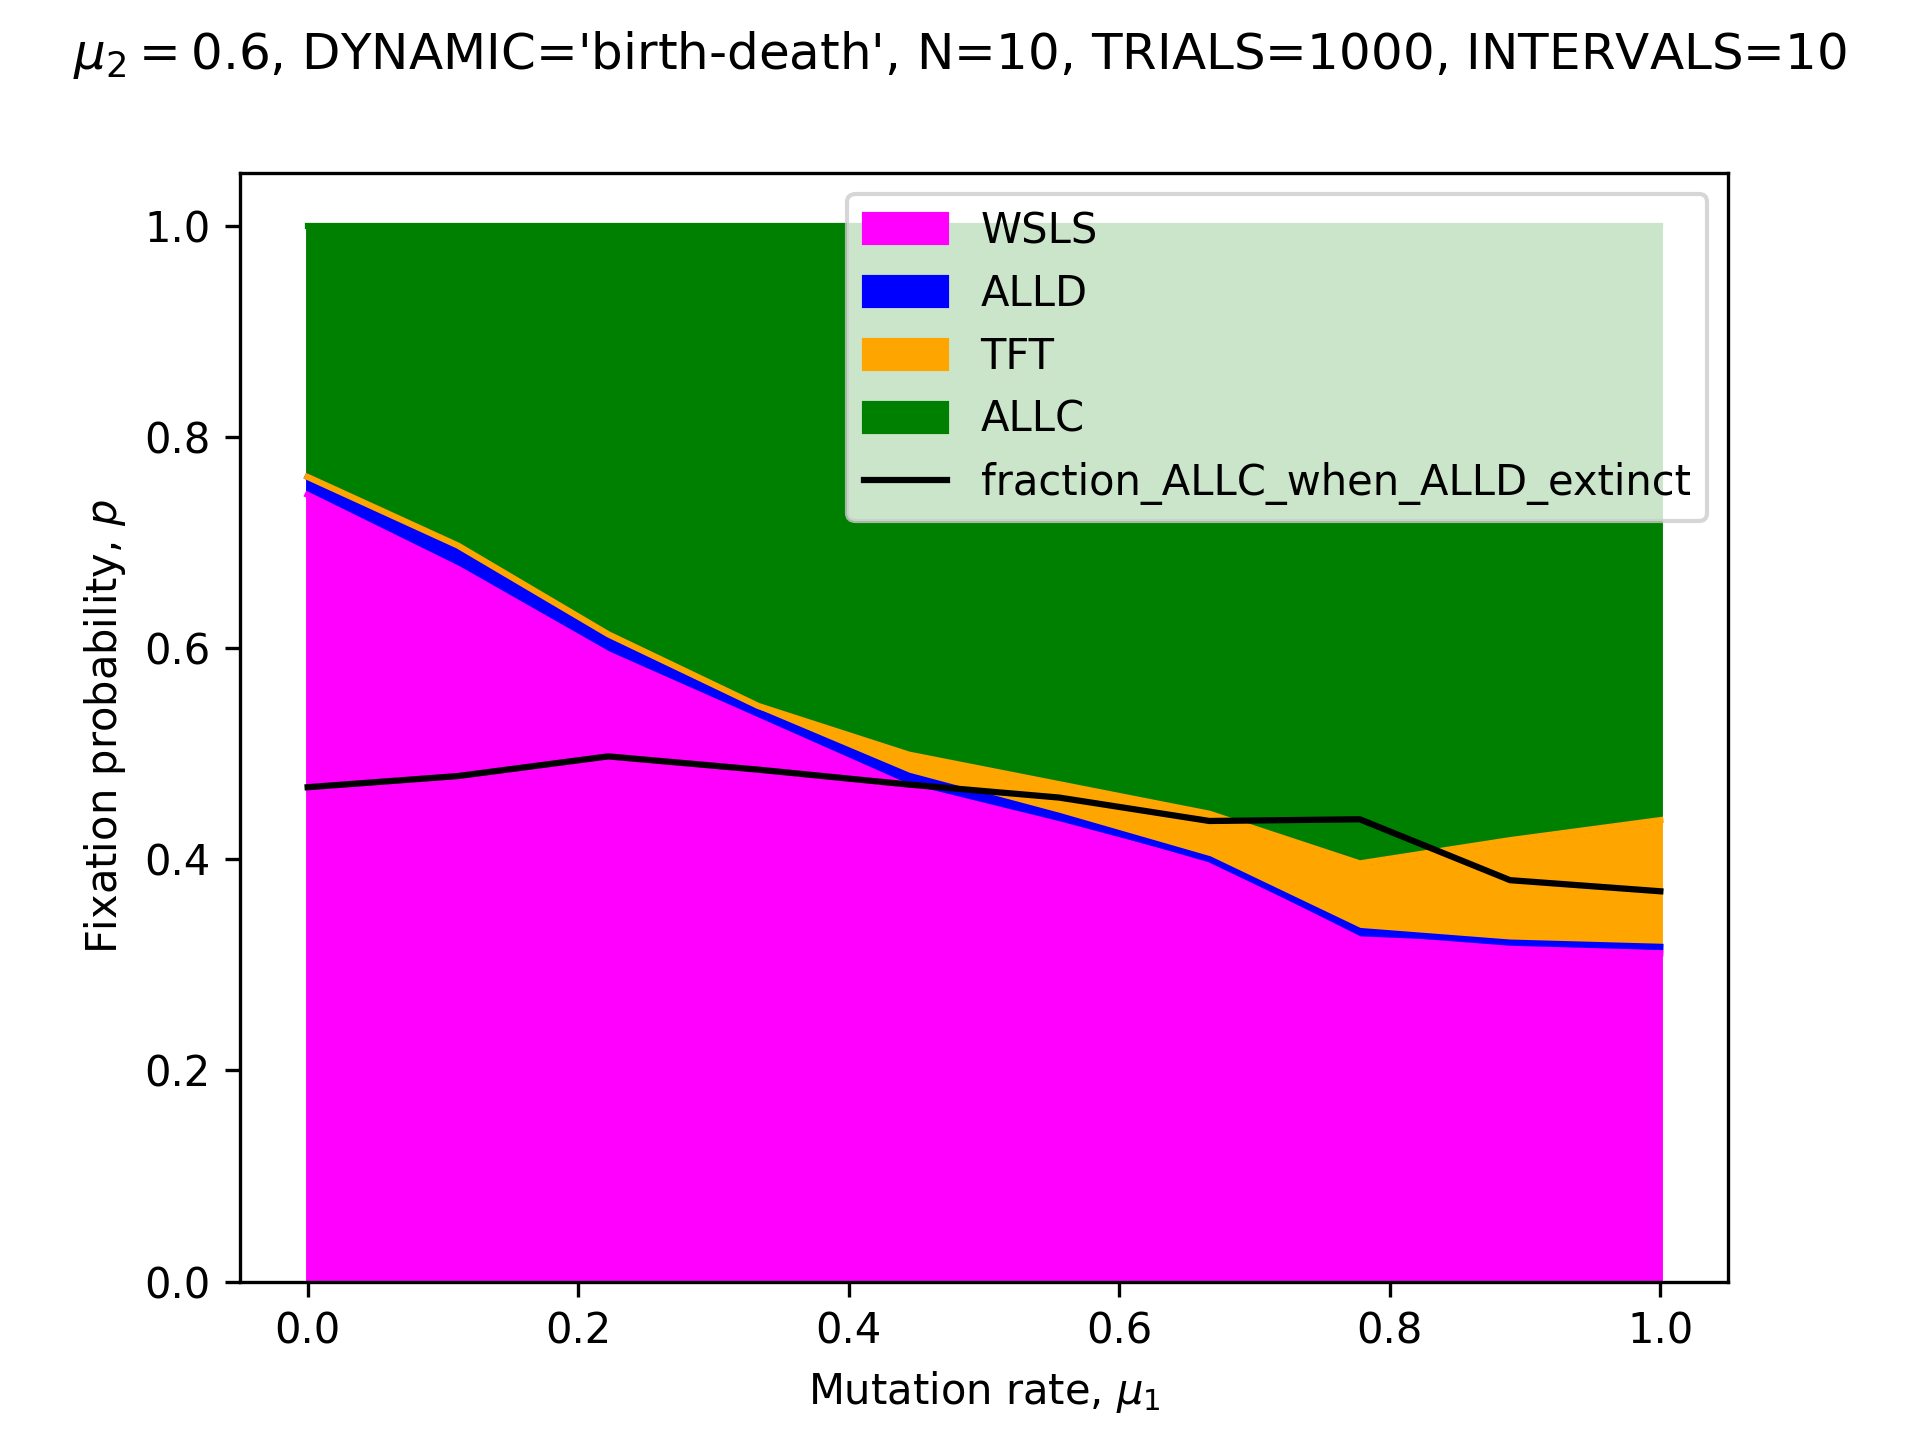 μ₂ = 0.6, DYNAMIC='birth-death', N=10, TRIALS=1000, INTERVALS=10
WSLS
ALLD
TFT
ALLC
fraction_ALLC_when_ALLD_extinct
Fixation probability, p
1.0
0.8
0.6
0.4
0.2
0.0
0.0 0.2 0.4 0.6 0.8 1.0
Mutation rate, μ₁